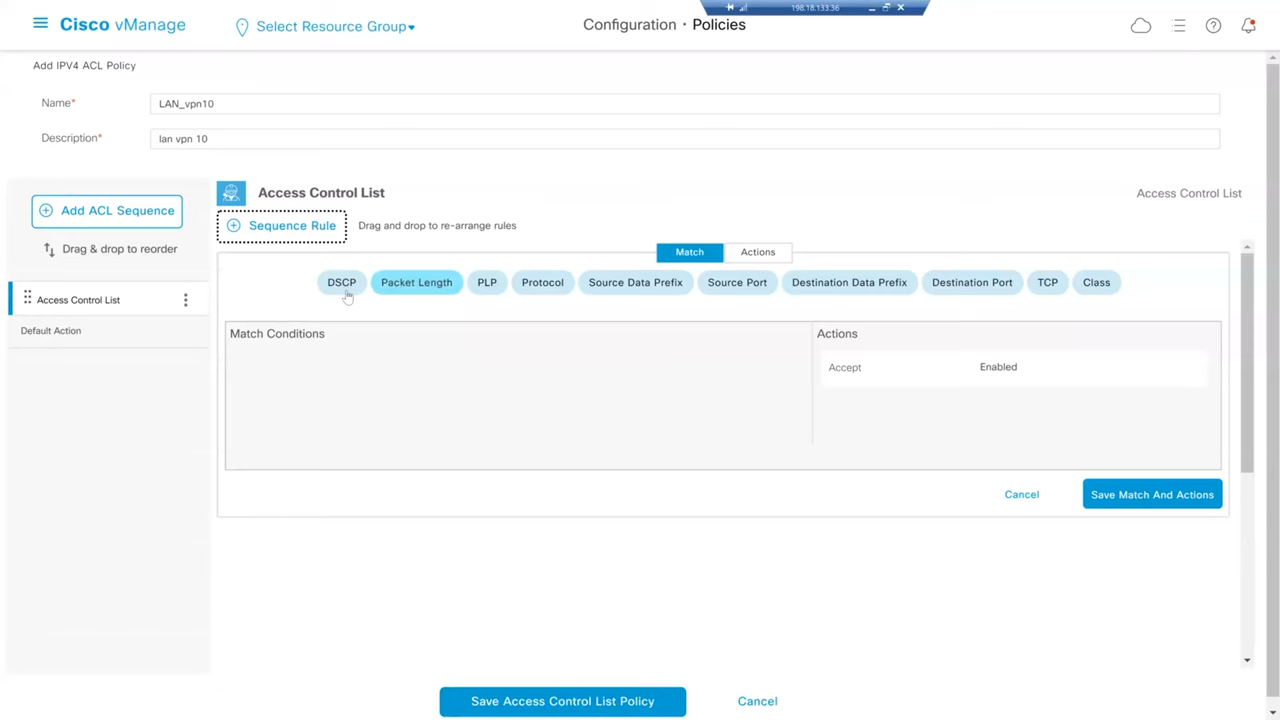 198.18.133.36
Cisco vManage
Select Resource Group▾
Configuration · Policies
Add IPV4 ACL Policy
Name* LAN_vpn10
Description* lan vpn 10
Add ACL Sequence
Drag & drop to reorder
Access Control List
Default Action
Access Control List
Access Control List
Sequence Rule Drag and drop to re-arrange rules
Match Actions
DSCP Packet Length PLP Protocol Source Data Prefix Source Port Destination Data Prefix Destination Port TCP Class
Match Conditions
Actions
Accept Enabled
Cancel Save Match And Actions
Save Access Control List Policy Cancel